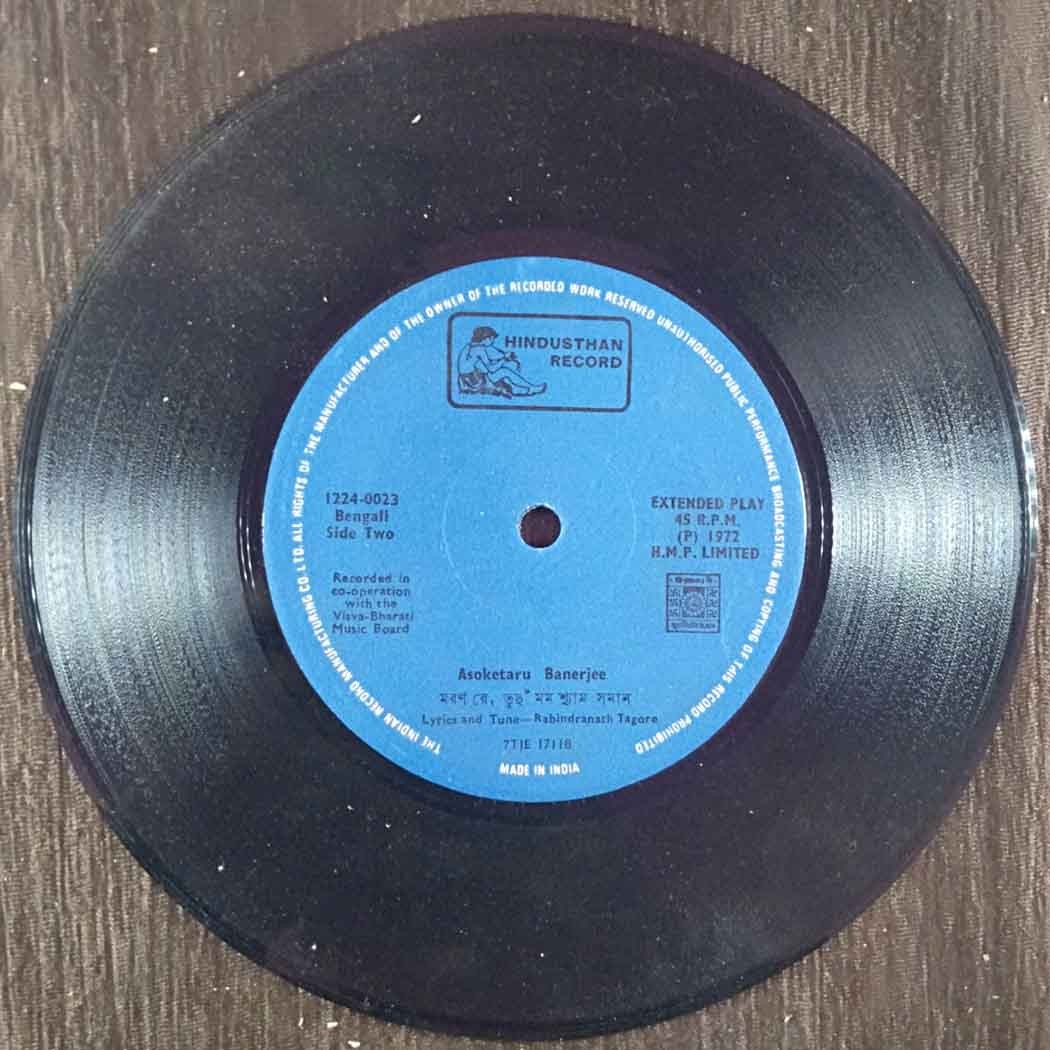 THE INDIAN RECORD MANUFACTURING CO. LTD. ALL RIGHTS OF THE MANUFACTURER AND OF THE OWNER OF THE RECORDED WORK RESERVED UNAUTHORISED PUBLIC PERFORMANCE BROADCASTING AND COPYING OF THIS RECORD PROHIBITED
HINDUSTHAN
RECORD
1224-0023
Bengali
Side Two
EXTENDED PLAY
45 R.P.M.
(P) 1972
H.M.P. LIMITED
Recorded in
co-operation
with the
Visva-Bharati
Music Board
Asoketaru Banerjee
মরণ রে, তুহুঁ মম শ্যাম সমান
Lyrics and Tune—Rabindranath Tagore
7TJE 17118
MADE IN INDIA